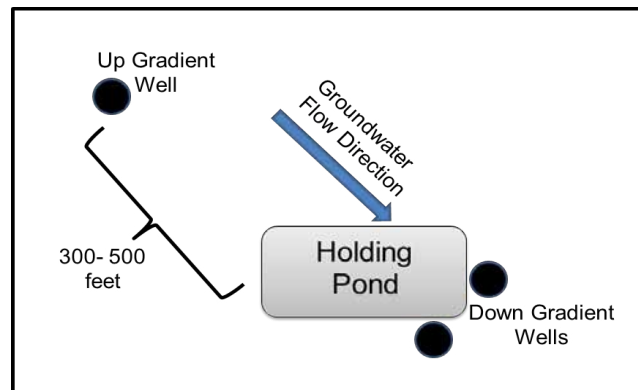 Up Gradient
Well
Groundwater
Flow Direction
300- 500
feet
Holding
Pond
Down Gradient
Wells